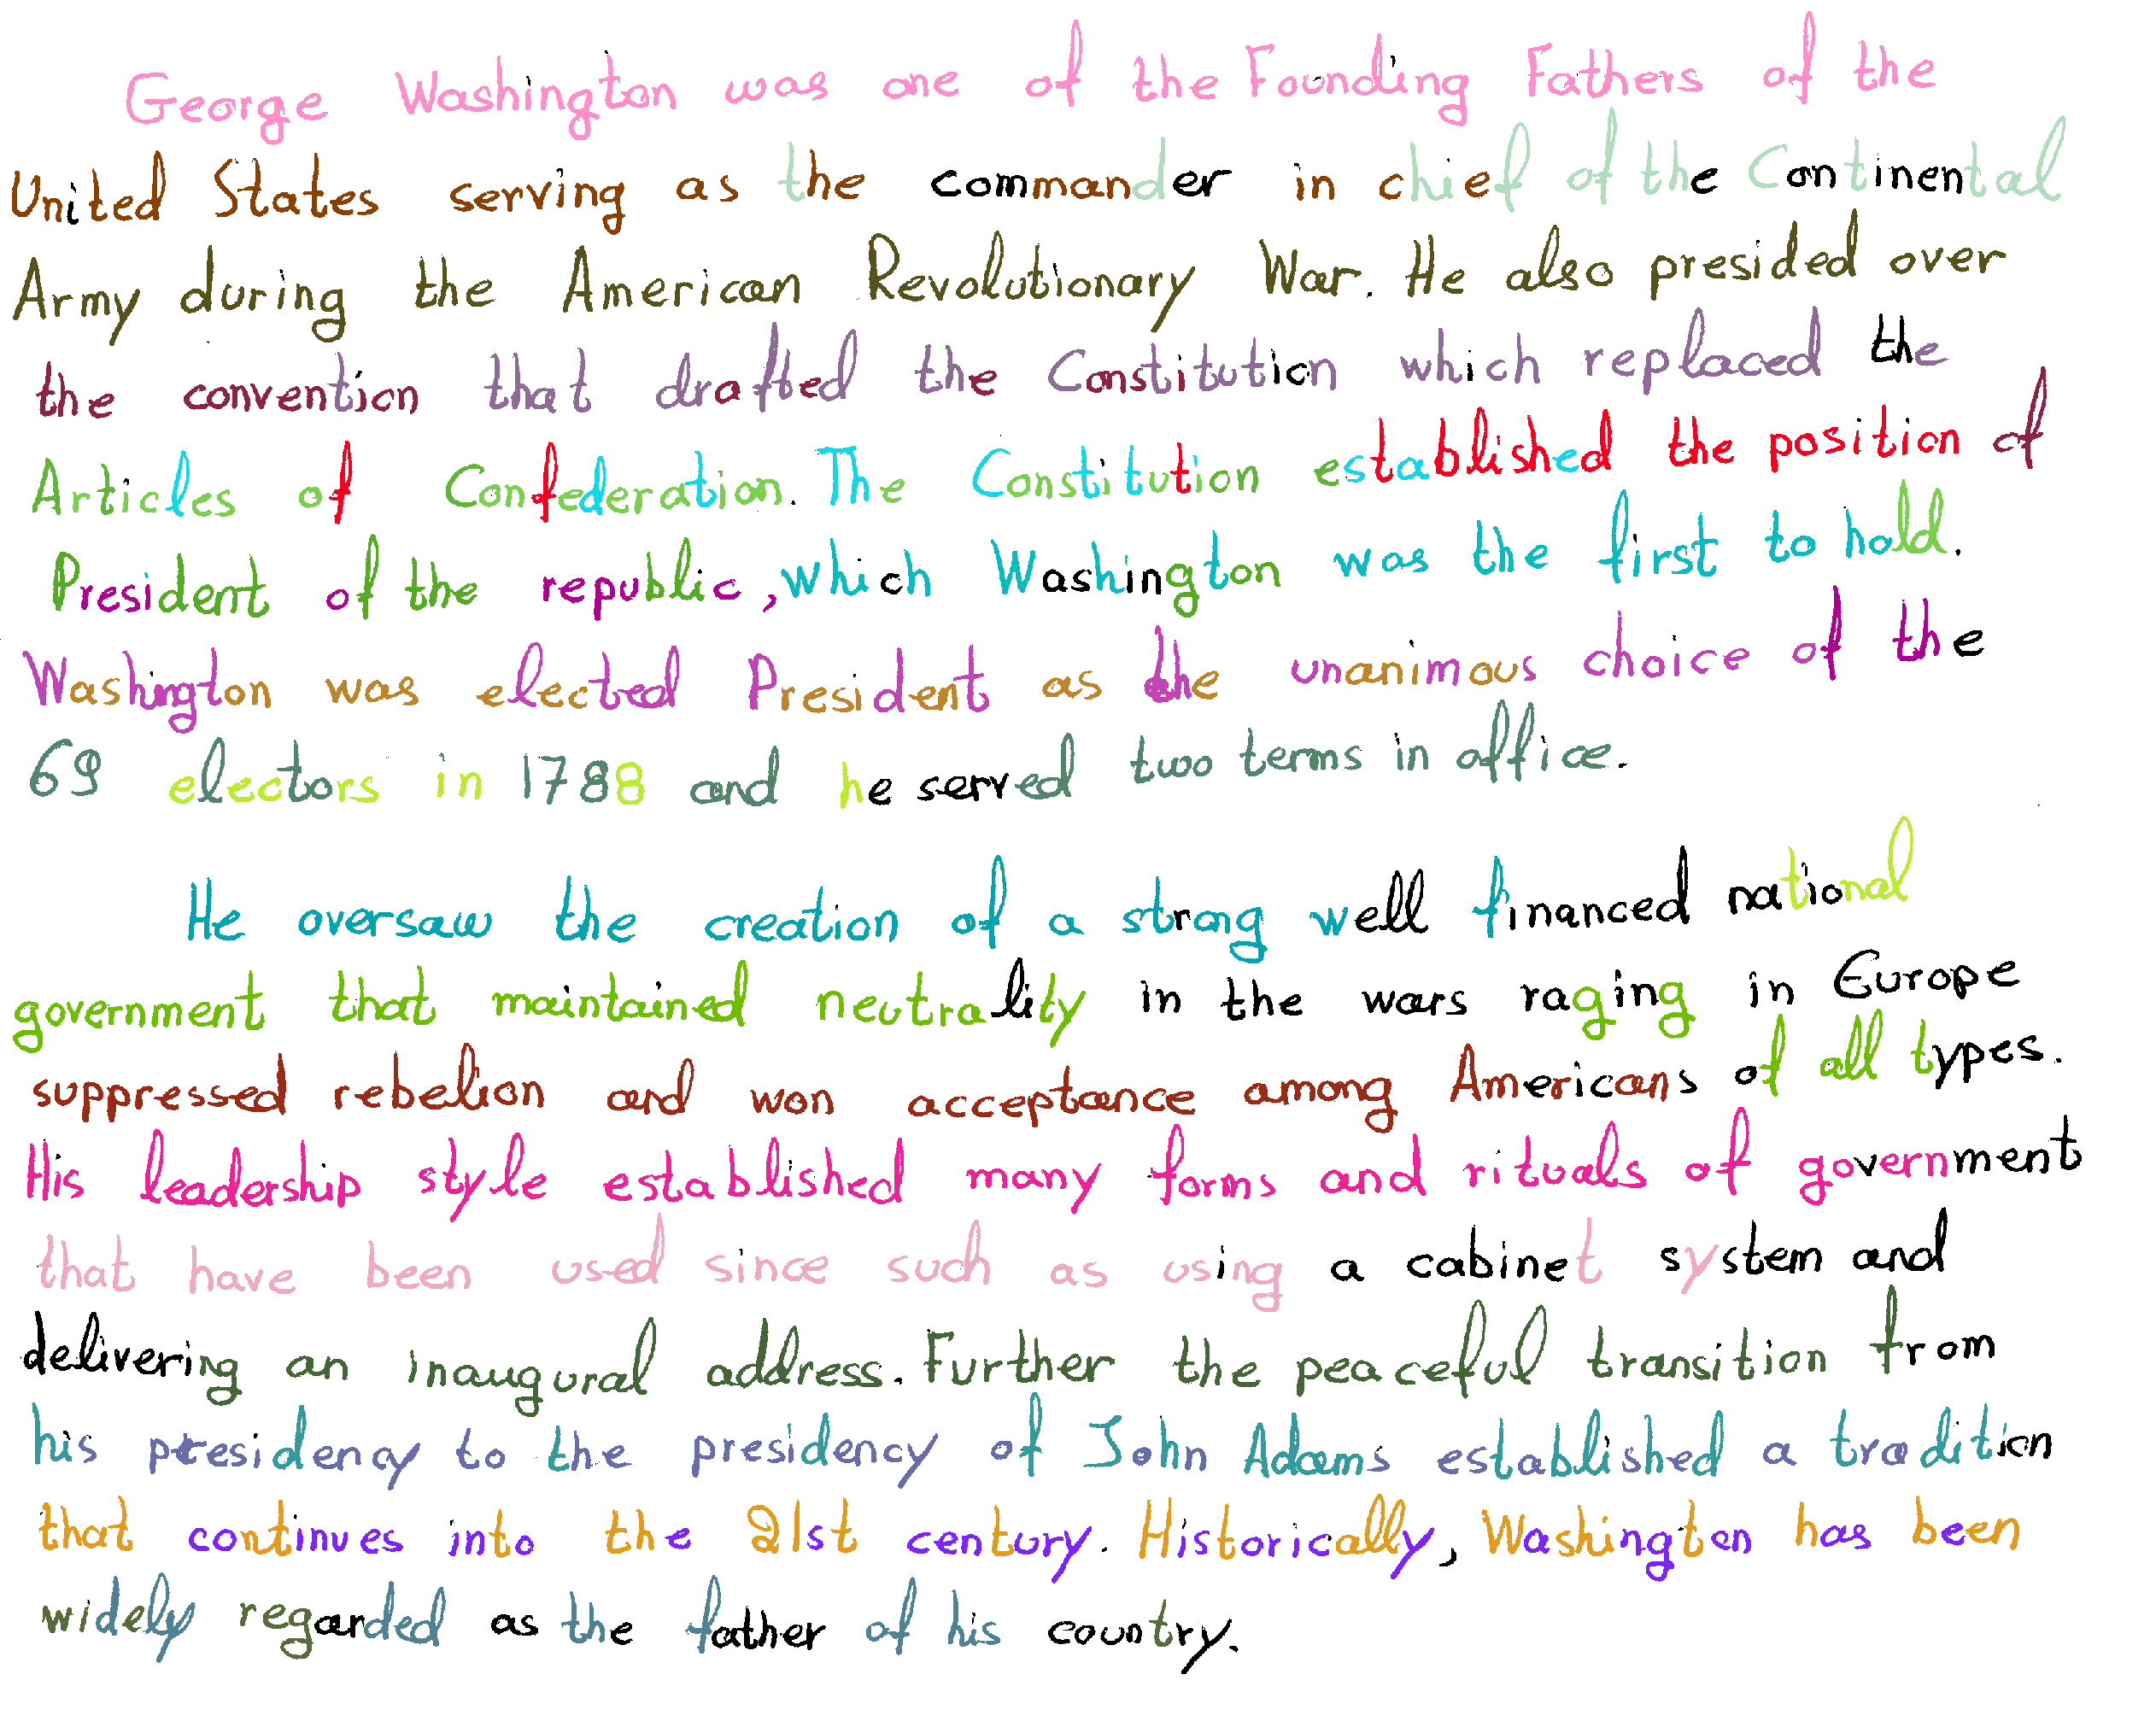 George Washington was one of the Founding Fathers of the
United States serving as the commander in chief of the Continental
Army during the American Revolutionary War. He also presided over
the convention that drafted the Constitution which replaced the
Articles of Confederation. The Constitution established the position of
President of the republic, which Washington was the first to hold.
Washington was elected President as the unanimous choice of the
69 electors in 1788 and he served two terms in office.
He oversaw the creation of a strong well financed national
government that maintained neutrality in the wars raging in Europe
suppressed rebelion and won acceptance among Americans of all types.
His leadership style established many forms and rituals of government
that have been used since such as using a cabinet system and
delivering an inaugural address. Further the peaceful transition from
his presidency to the presidency of John Adams established a tradition
that continues into the 21st century. Historically, Washington has been
widely regarded as the father of his country.